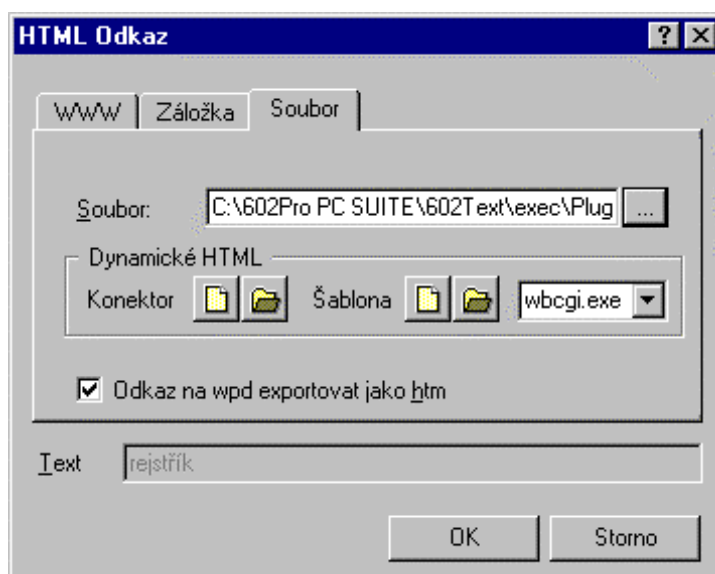 HTML Odkaz
WWW Záložka Soubor
Soubor: C:\602Pro PC SUITE\602Text\exec\Plug ...
Dynamické HTML
Konektor Šablona wbcgi.exe
Odkaz na wpd exportovat jako htm
Text rejstřík
OK Storno